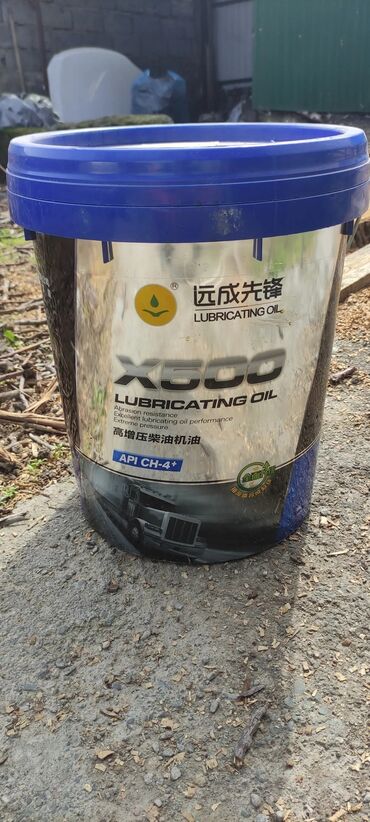 ®
远成先锋
LUBRICATING OIL
X500
LUBRICATING OIL
Abrasion resistance
Excellent lubricating oil performance
Extreme pressure
高增压柴油机油
API CH-4+